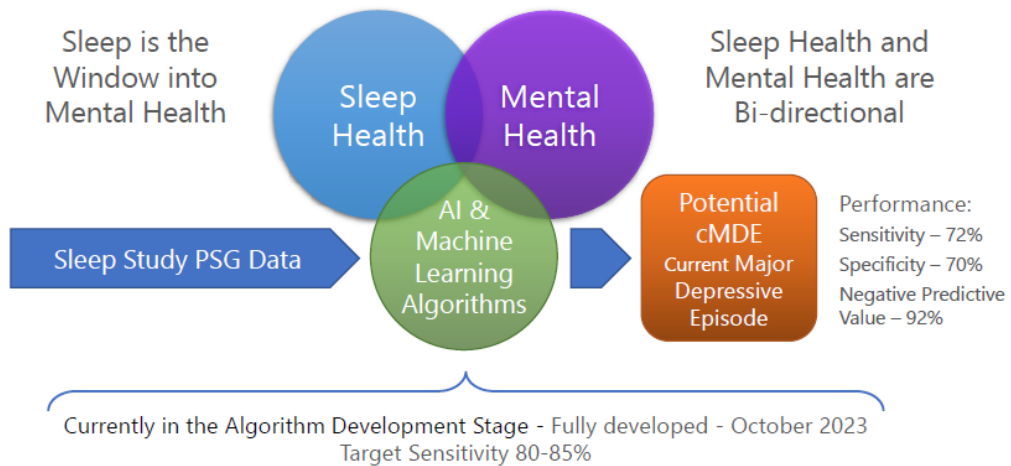 Sleep is the
Window into
Mental Health
Sleep
Health
Mental
Health
Sleep Health and
Mental Health are
Bi-directional
Sleep Study PSG Data
AI &
Machine
Learning
Algorithms
Potential
cMDE
Current Major
Depressive
Episode
Performance:
Sensitivity – 72%
Specificity – 70%
Negative Predictive
Value – 92%
Currently in the Algorithm Development Stage - Fully developed - October 2023
Target Sensitivity 80-85%